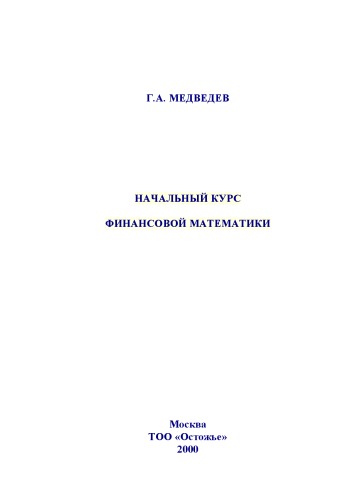 Г.А. МЕДВЕДЕВ
НАЧАЛЬНЫЙ КУРС
ФИНАНСОВОЙ МАТЕМАТИКИ
Москва
ТОО «Остожье»
2000